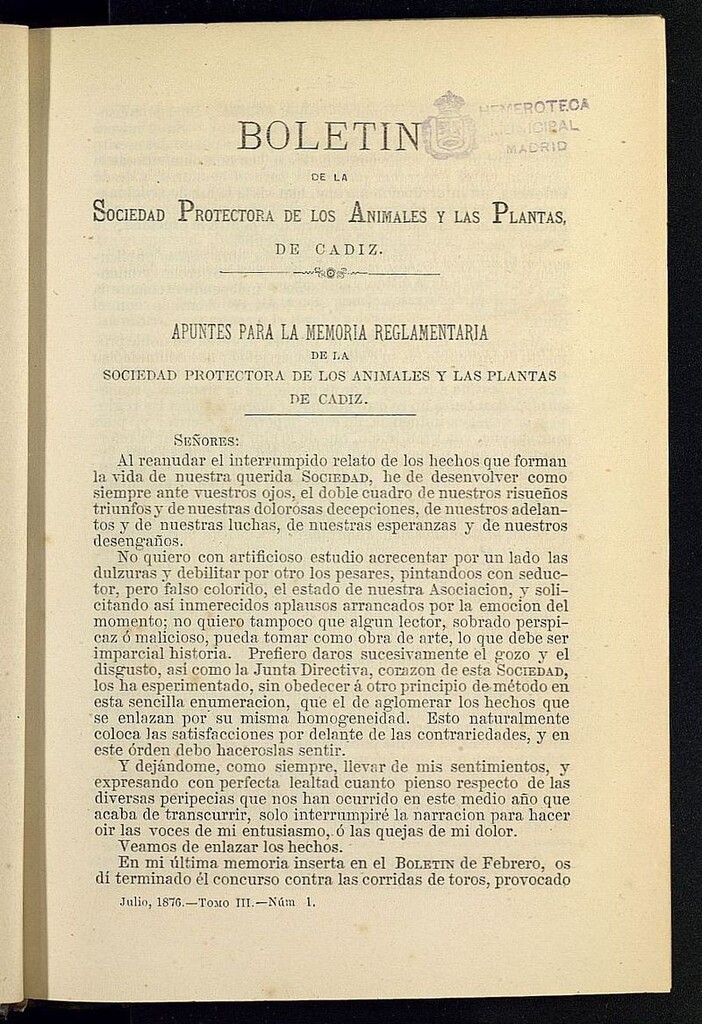 BOLETIN
HEMEROTECA
MUNICIPAL
MADRID
DE LA
SOCIEDAD PROTECTORA DE LOS ANIMALES Y LAS PLANTAS,
DE CADIZ.
APUNTES PARA LA MEMORIA REGLAMENTARIA
DE LA
SOCIEDAD PROTECTORA DE LOS ANIMALES Y LAS PLANTAS
DE CADIZ.
SEÑORES:
Al reanudar el interrumpido relato de los hechos que forman
la vida de nuestra querida SOCIEDAD, he de desenvolver como
siempre ante vuestros ojos, el doble cuadro de nuestros risueños
triunfos y de nuestras dolorosas decepciones, de nuestros adelan-
tos y de nuestras luchas, de nuestras esperanzas y de nuestros
desengaños.
No quiero con artificioso estudio acrecentar por un lado las
dulzuras y debilitar por otro los pesares, pintandoos con seduc-
tor, pero falso colorido, el estado de nuestra Asociacion, y soli-
citando así inmerecidos aplausos arrancados por la emocion del
momento; no quiero tampoco que algun lector, sobrado perspi-
caz ó malicioso, pueda tomar como obra de arte, lo que debe ser
imparcial historia. Prefiero daros sucesivamente el gozo y el
disgusto, asi como la Junta Directiva, corazon de esta SOCIEDAD,
los ha esperimentado, sin obedecer á otro principio de método en
esta sencilla enumeracion, que el de aglomerar los hechos que
se enlazan por su misma homogeneidad. Esto naturalmente
coloca las satisfacciones por delante de las contrariedades, y en
este órden debo haceroslas sentir.
Y dejándome, como siempre, llevar de mis sentimientos, y
expresando con perfecta lealtad cuanto pienso respecto de las
diversas peripecias que nos han ocurrido en este medio año que
acaba de transcurrir, solo interrumpiré la narracion para hacer
oir las voces de mi entusiasmo, ó las quejas de mi dolor.
Veamos de enlazar los hechos.
En mi última memoria inserta en el BOLETIN de Febrero, os
dí terminado él concurso contra las corridas de toros, provocado
Julio, 1876.—TOMO III.—Núm 1.